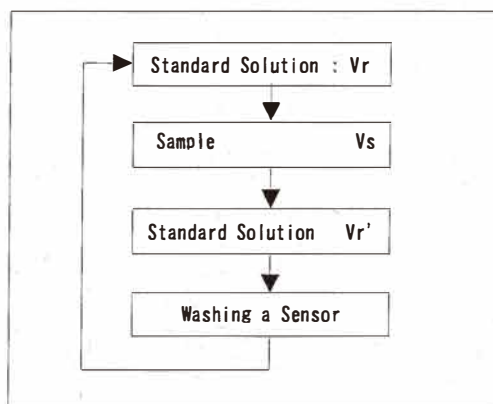 Standard Solution : Vr
Sample Vs
Standard Solution Vr'
Washing a Sensor